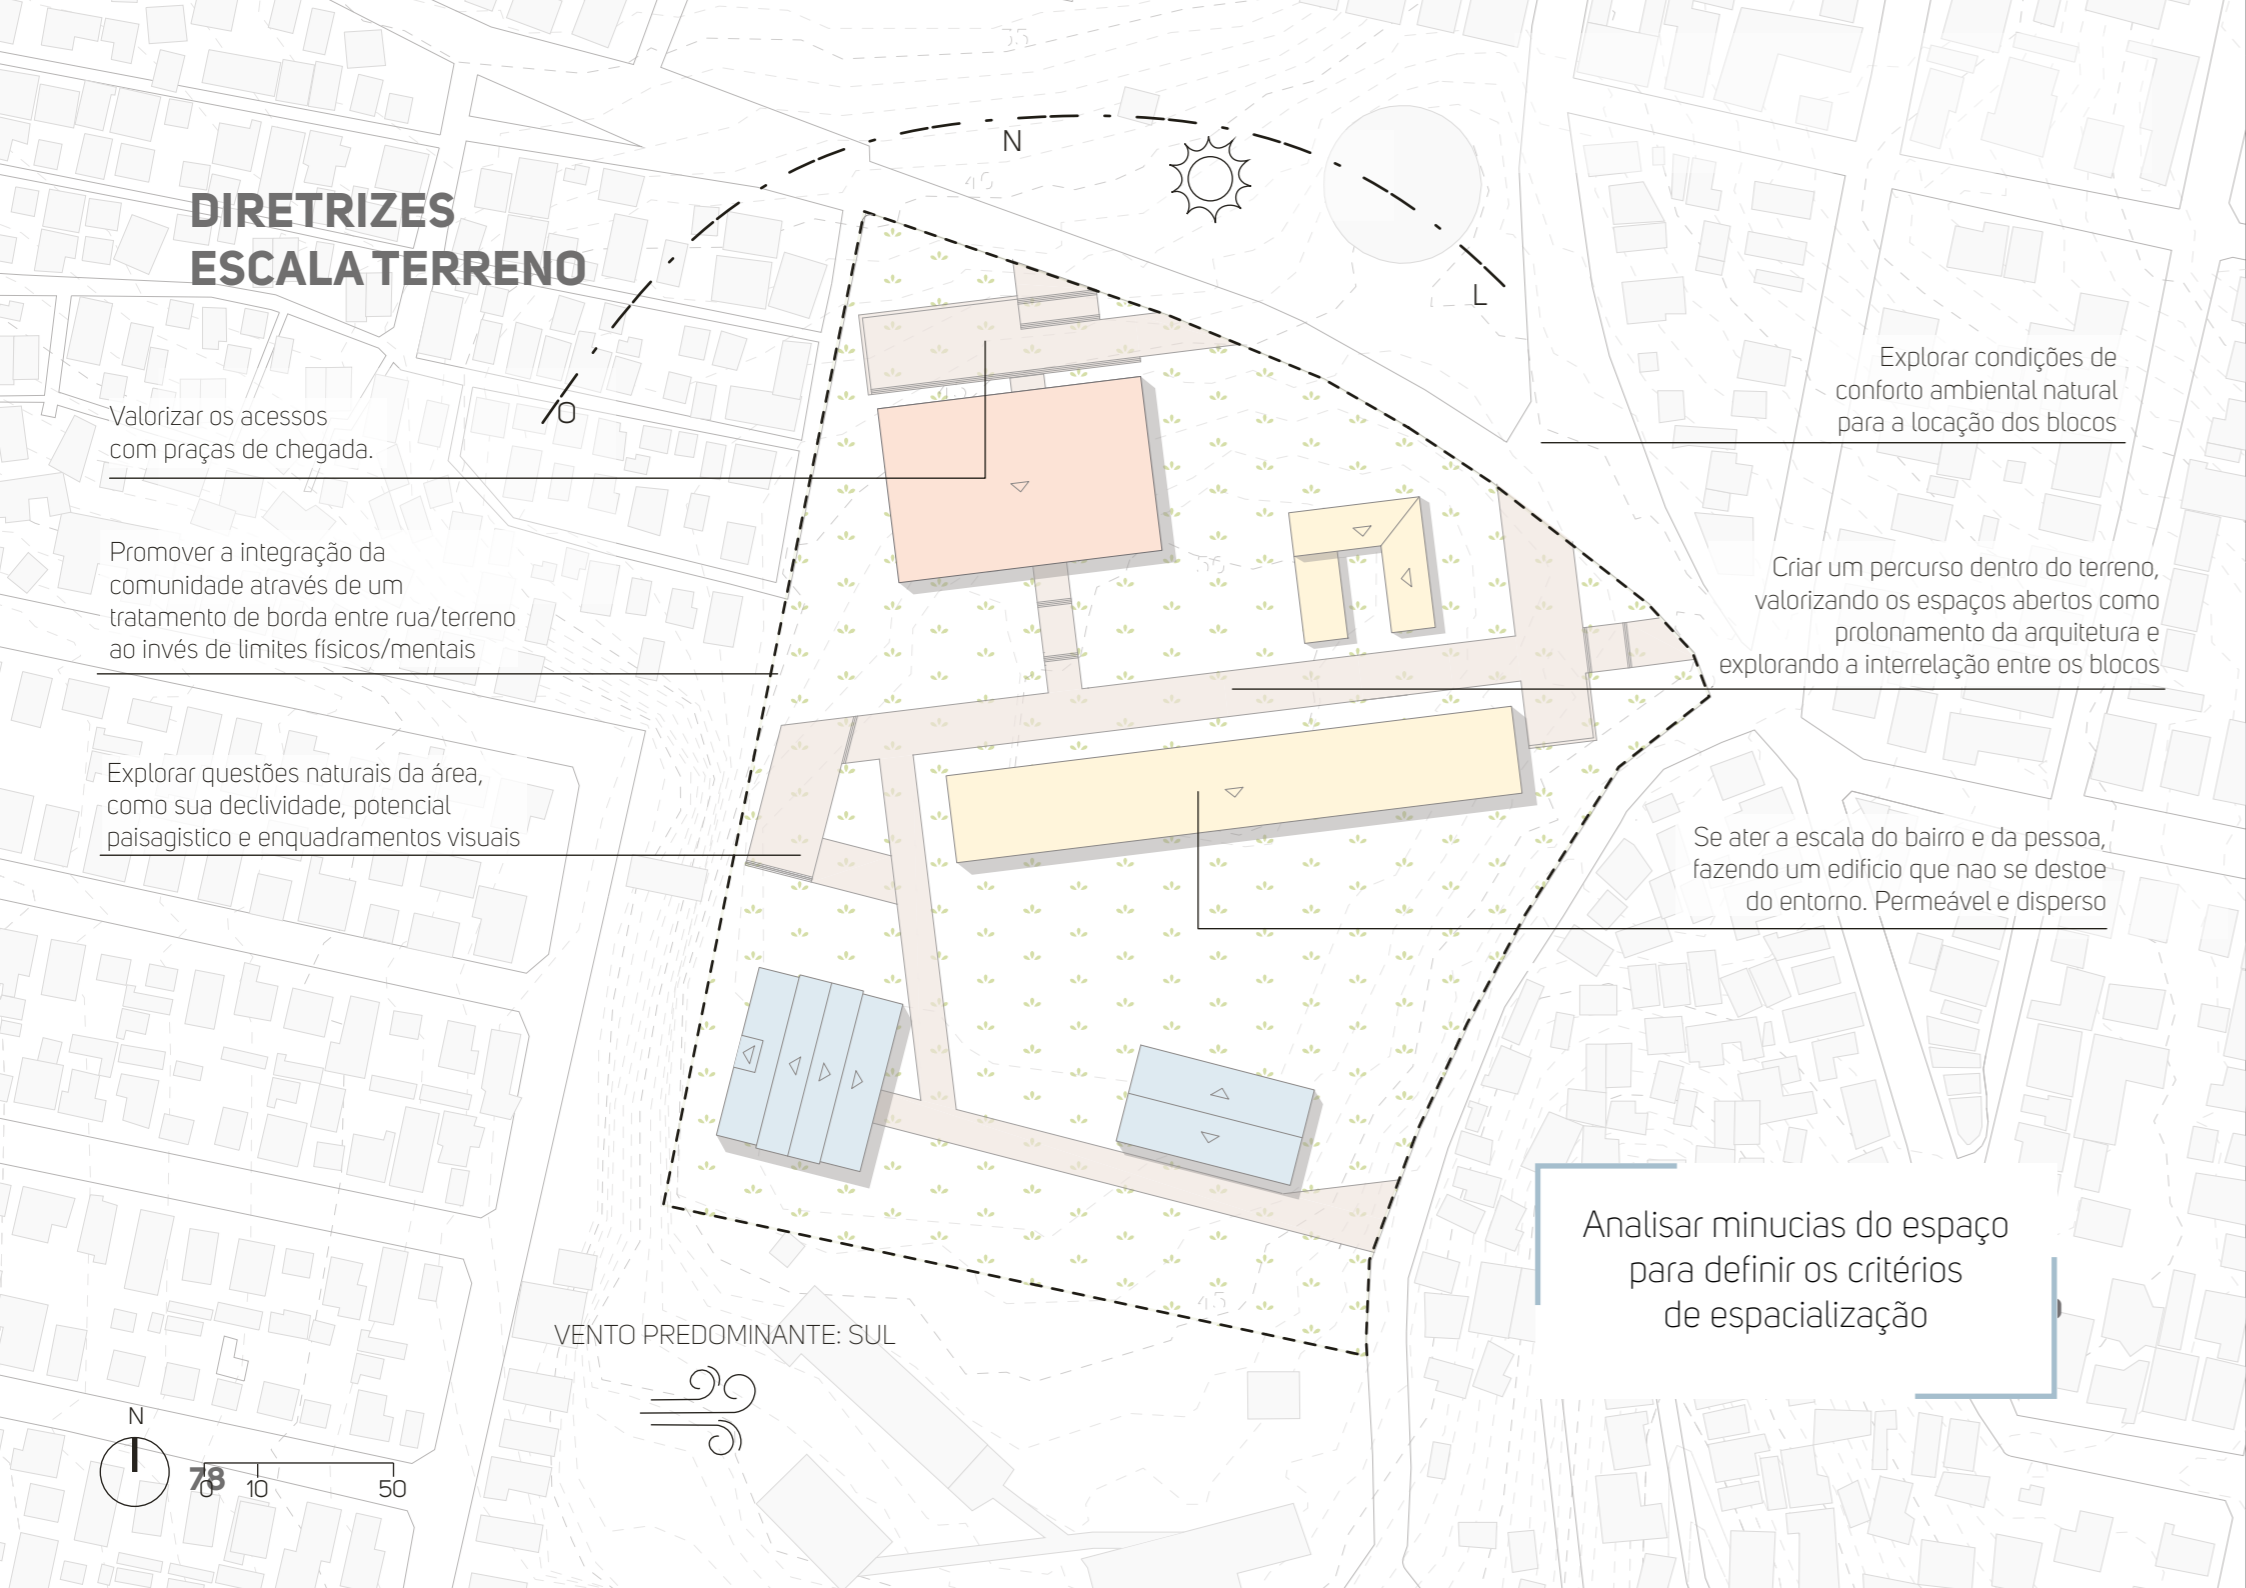 35
N
40
DIRETRIZES
ESCALA TERRENO
L
O
Valorizar os acessos
com praças de chegada.
Explorar condições de
conforto ambiental natural
para a locação dos blocos
Promover a integração da
comunidade através de um
tratamento de borda entre rua/terreno
ao invés de limites físicos/mentais
Criar um percurso dentro do terreno,
valorizando os espaços abertos como
prolonamento da arquitetura e
explorando a interrelação entre os blocos
Explorar questões naturais da área,
como sua declividade, potencial
paisagistico e enquadramentos visuais
Se ater a escala do bairro e da pessoa,
fazendo um edificio que nao se destoe
do entorno. Permeável e disperso
Analisar minucias do espaço
para definir os critérios
de espacialização
45
VENTO PREDOMINANTE: SUL
N
78
0 10 50